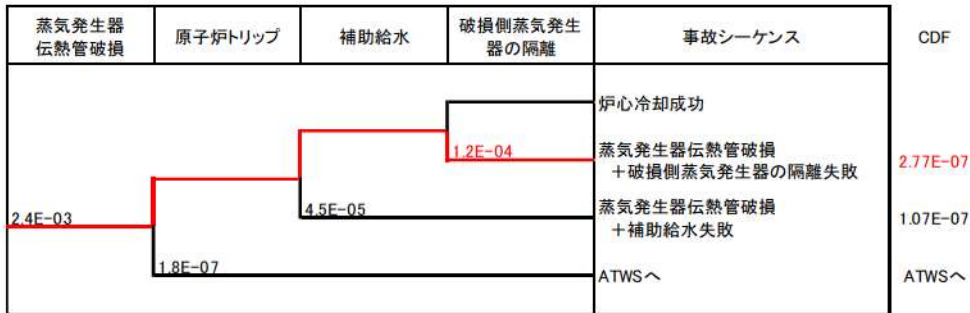 蒸気発生器
伝熱管破損
原子炉トリップ
補助給水
破損側蒸気発生
器の隔離
事故シーケンス
CDF
炉心冷却成功
1.2E-04
蒸気発生器伝熱管破損
+破損側蒸気発生器の隔離失敗
2.77E-07
2.4E-03
4.5E-05
蒸気発生器伝熱管破損
+補助給水失敗
1.07E-07
1.8E-07
ATWSへ
ATWSへ